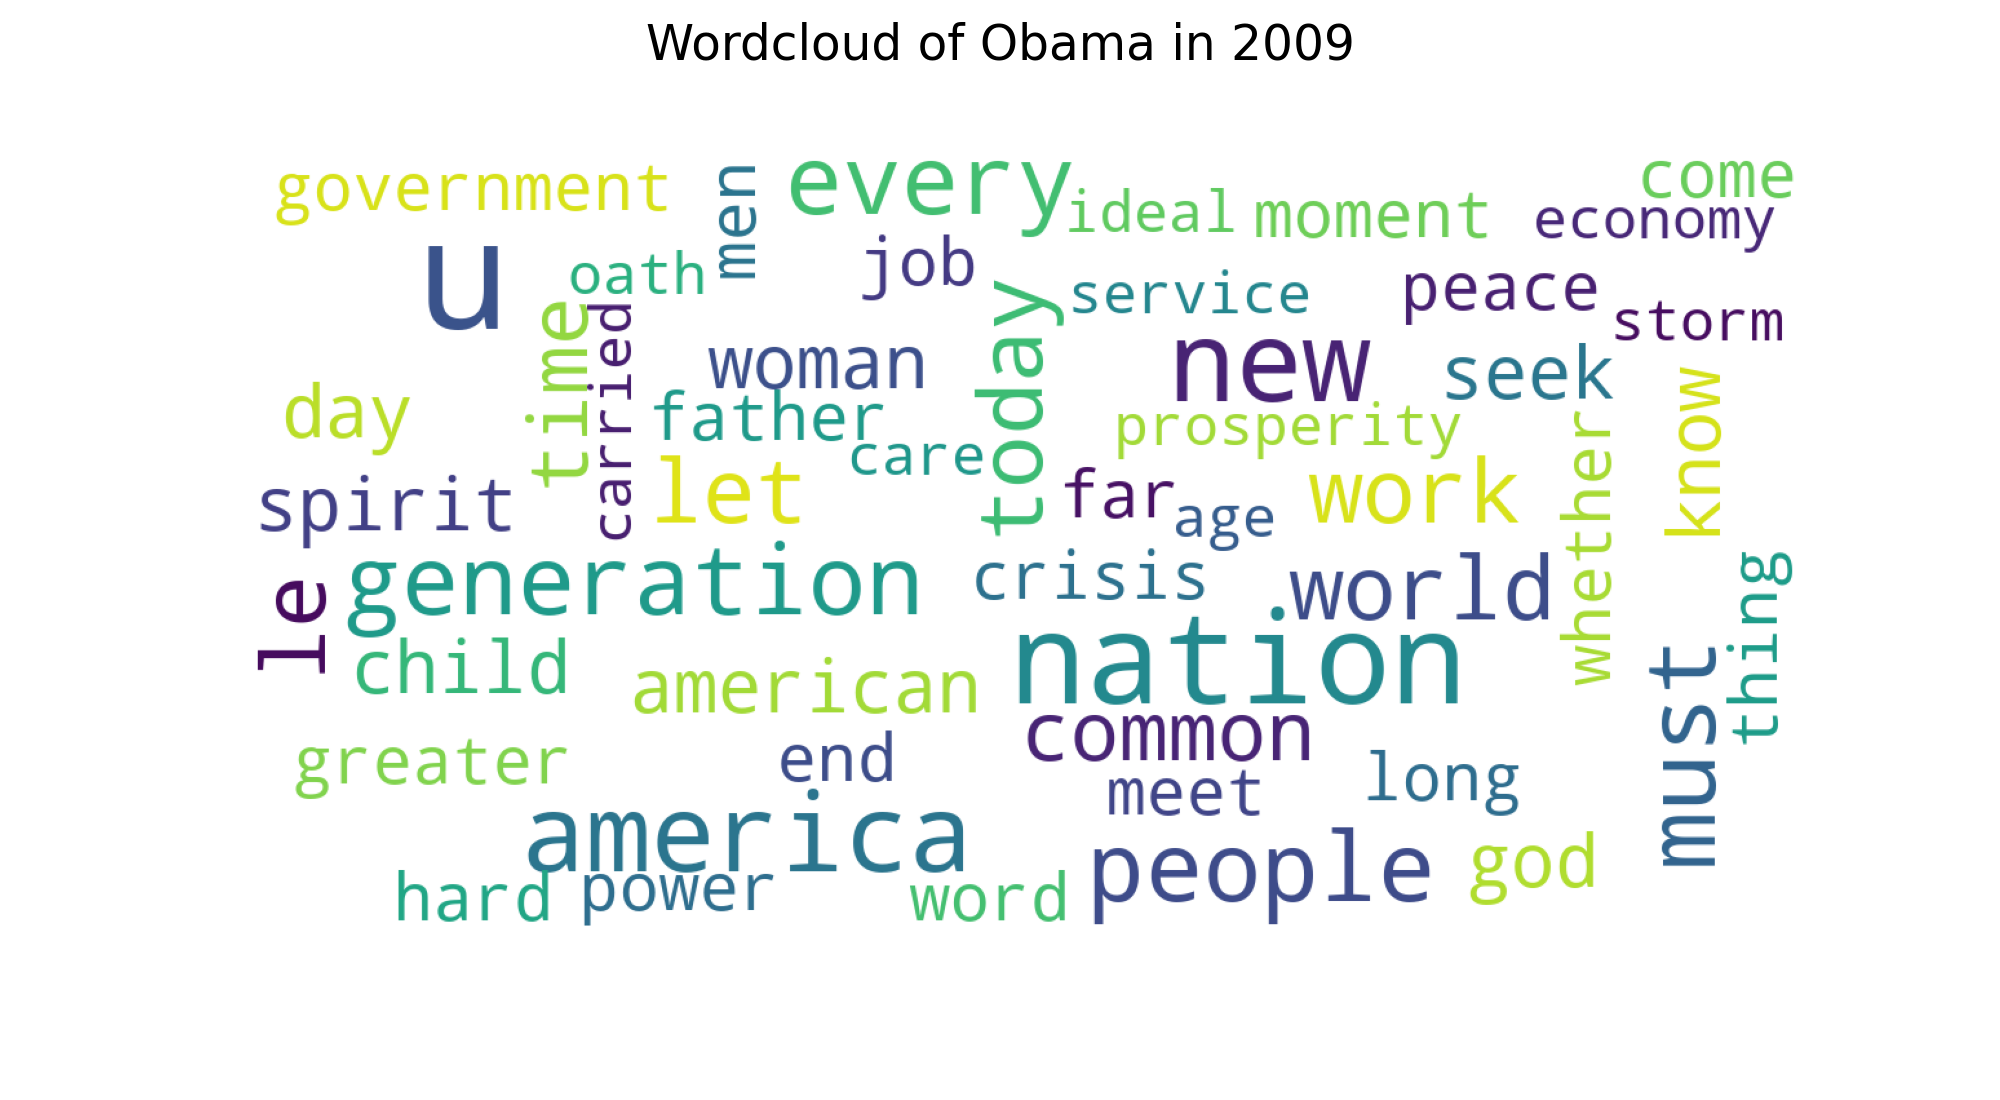 Wordcloud of Obama in 2009
government
men
every
ideal
moment
come
economy
u
oath
job
service
peace
storm
time
carried
woman
today
new
seek
day
father
care
prosperity
know
spirit
let
far
age
work
whether
generation
crisis
world
le
child
american
nation
must
thing
greater
end
common
meet
long
america
people
god
hard
power
word